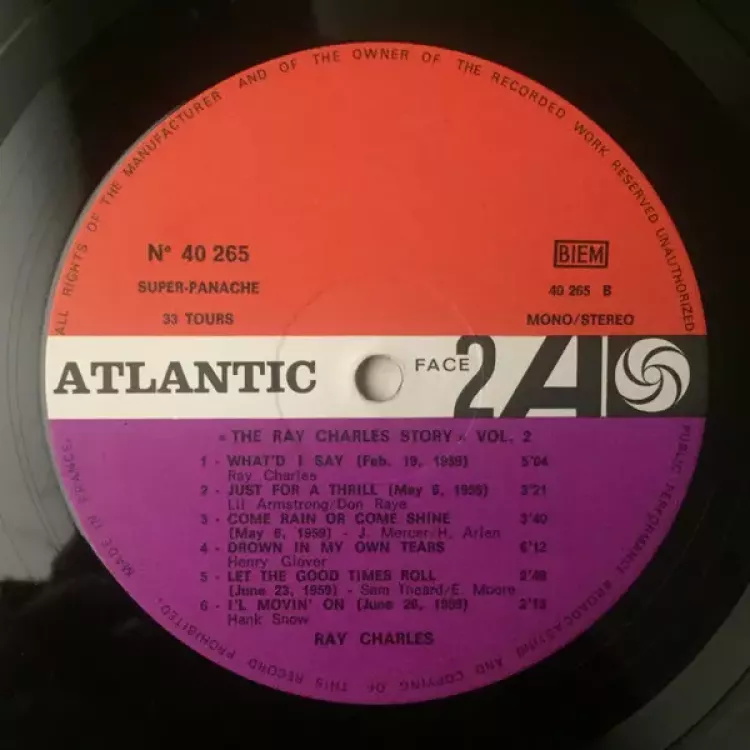 ALL RIGHTS OF THE MANUFACTURER AND OF THE OWNER OF THE RECORDED WORK RESERVED UNAUTHORIZED
PUBLIC PERFORMANCE BROADCASTING AND COPYING OF THIS RECORD PROHIBITED • MADE IN FRANCE •
N° 40 265
SUPER-PANACHE
33 TOURS
BIEM
40 265 B
MONO/STEREO
ATLANTIC
FACE 2
A
« THE RAY CHARLES STORY » VOL. 2
1 - WHAT'D I SAY (Feb. 19, 1959) 5'04
Ray Charles
2 - JUST FOR A THRILL (May 6, 1959) 3'21
Lil Armstrong/Don Raye
3 - COME RAIN OR COME SHINE 3'40
(May 6, 1959) - J. Mercer/H. Arlen
4 - DROWN IN MY OWN TEARS 6'12
Henry Glover
5 - LET THE GOOD TIMES ROLL 2'49
(June 23, 1959) - Sam Theard/E. Moore
6 - I'L MOVIN' ON (June 26, 1959) 2'13
Hank Snow
RAY CHARLES